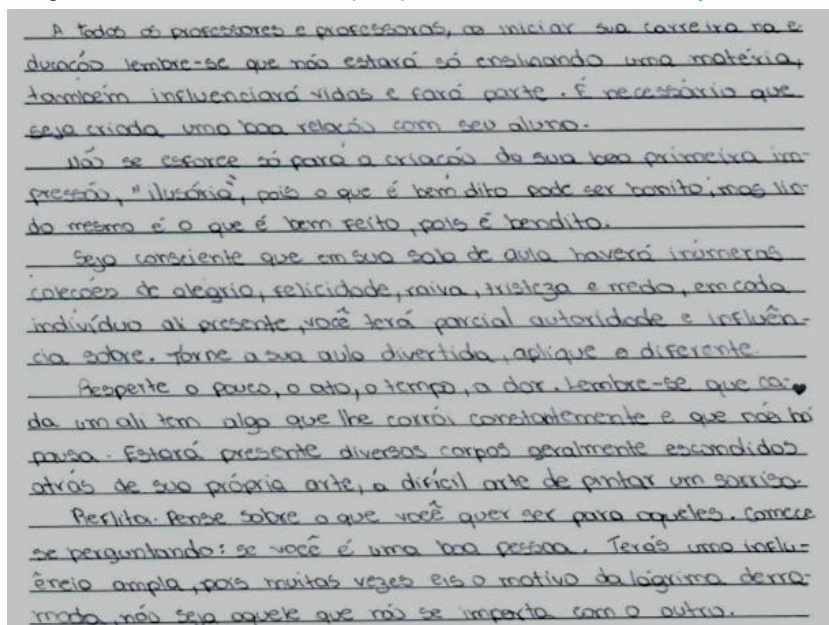 A todos os professores e professoras, ao iniciar sua carreira na e-
ducação lembre-se que não estará só ensinando uma matéria,
também influenciará vidas e fará parte. É necessário que
seja criada uma boa relação com seu aluno.
Não se esforce só para a criação da sua boa primeira im-
pressão, "ilusória", pois o que é bem dito pode ser bonito, mas lin-
do mesmo é o que é bem feito, pois é bendito.
Seja consciente que em sua sala de aula haverá inúmeras
coleções de alegria, felicidade, raiva, tristeza e medo, em cada
indivíduo ali presente, você terá parcial autoridade e influên-
cia sobre. Torne a sua aula divertida, aplique o diferente.
Respeite o pouco, o ato, o tempo, a dor. Lembre-se que ca-
da um ali tem algo que lhe corrói constantemente e que não há
pausa. Estará presente diversos corpos geralmente escondidos
atrás de sua própria arte, a difícil arte de pintar um sorriso.
Reflita. Pense sobre o que você quer ser para aqueles. Comece
se perguntando: se você é uma boa pessoa. Terás uma influ-
ência ampla, pois muitas vezes eis o motivo da lágrima derra-
mada, não seja aquele que não se importa com o outro.